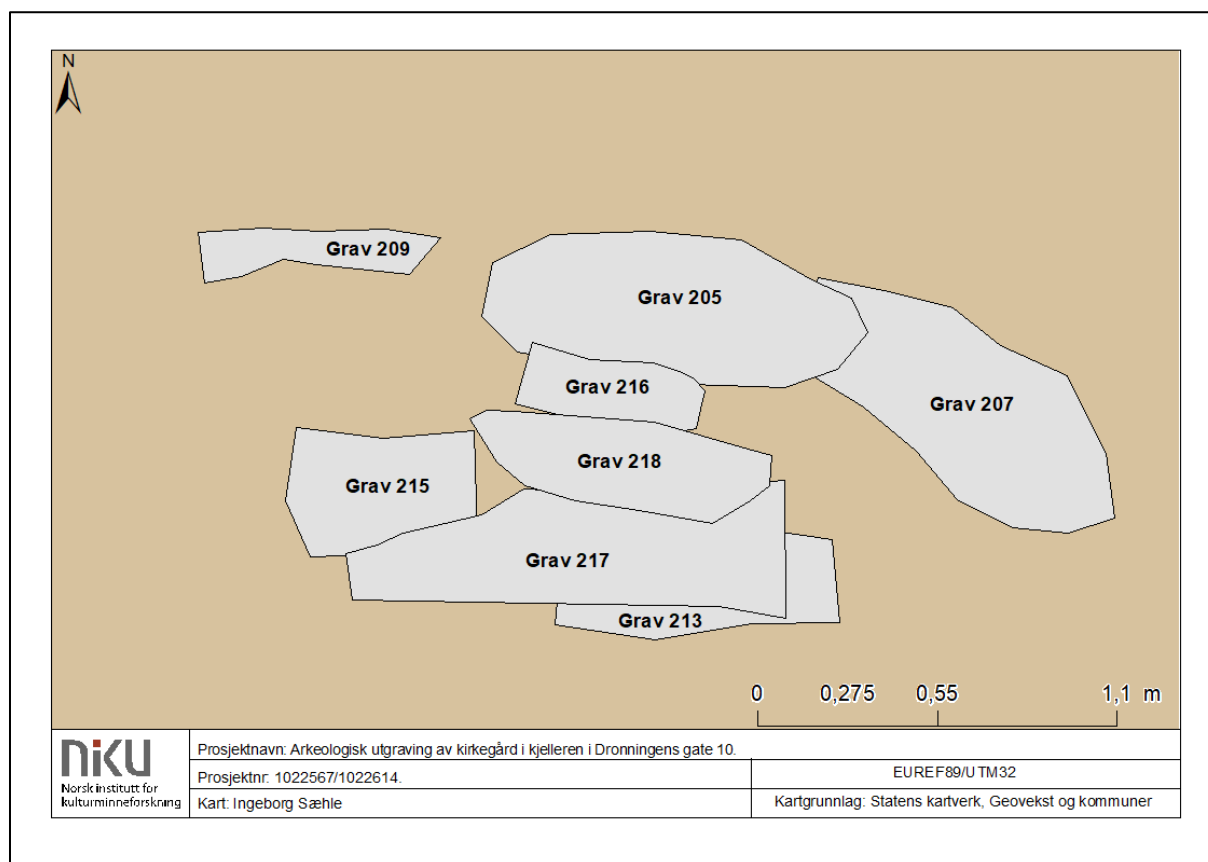 N
Grav 209
Grav 205
Grav 216
Grav 207
Grav 218
Grav 215
Grav 217
Grav 213
0 0,275 0,55 1,1 m
NIKU
Norsk institutt for
kulturminneforskning
Prosjektnavn: Arkeologisk utgraving av kirkegård i kjelleren i Dronningens gate 10.
Prosjektnr: 1022567/1022614.
EUREF89/UTM32
Kart: Ingeborg Sæhle
Kartgrunnlag: Statens kartverk, Geovekst og kommuner